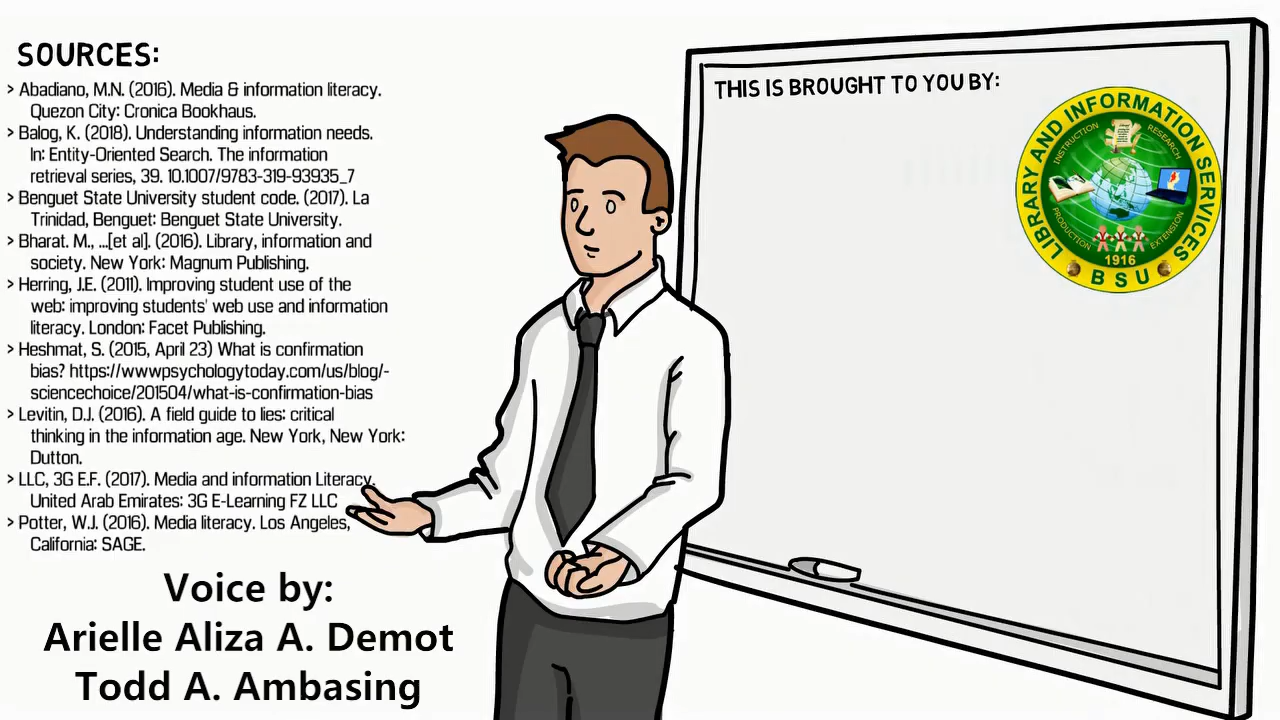 SOURCES:
> Abadiano, M.N. (2016). Media & information literacy.
Quezon City: Cronica Bookhaus.
> Balog, K. (2018). Understanding information needs.
In: Entity-Oriented Search. The information
retrieval series, 39. 10.1007/9783-319-93935_7
> Benguet State University student code. (2017). La
Trinidad, Benguet: Benguet State University.
> Bharat. M., ...[et al]. (2016). Library, information and
society. New York: Magnum Publishing.
> Herring, J.E. (2011). Improving student use of the
web: improving students' web use and information
literacy. London: Facet Publishing.
> Heshmat, S. (2015, April 23) What is confirmation
bias? https://wwwpsychologytoday.com/us/blog/-
sciencechoice/201504/what-is-confirmation-bias
> Levitin, D.J. (2016). A field guide to lies: critical
thinking in the information age. New York, New York:
Dutton.
> LLC, 3G E.F. (2017). Media and information Literacy.
United Arab Emirates: 3G E-Learning FZ LLC
> Potter, W.J. (2016). Media literacy. Los Angeles,
California: SAGE.
Voice by:
Arielle Aliza A. Demot
Todd A. Ambasing
THIS IS BROUGHT TO YOU BY:
LIBRARY AND INFORMATION SERVICES
INSTRUCTION
RESEARCH
PRODUCTION
EXTENSION
1916
BSU